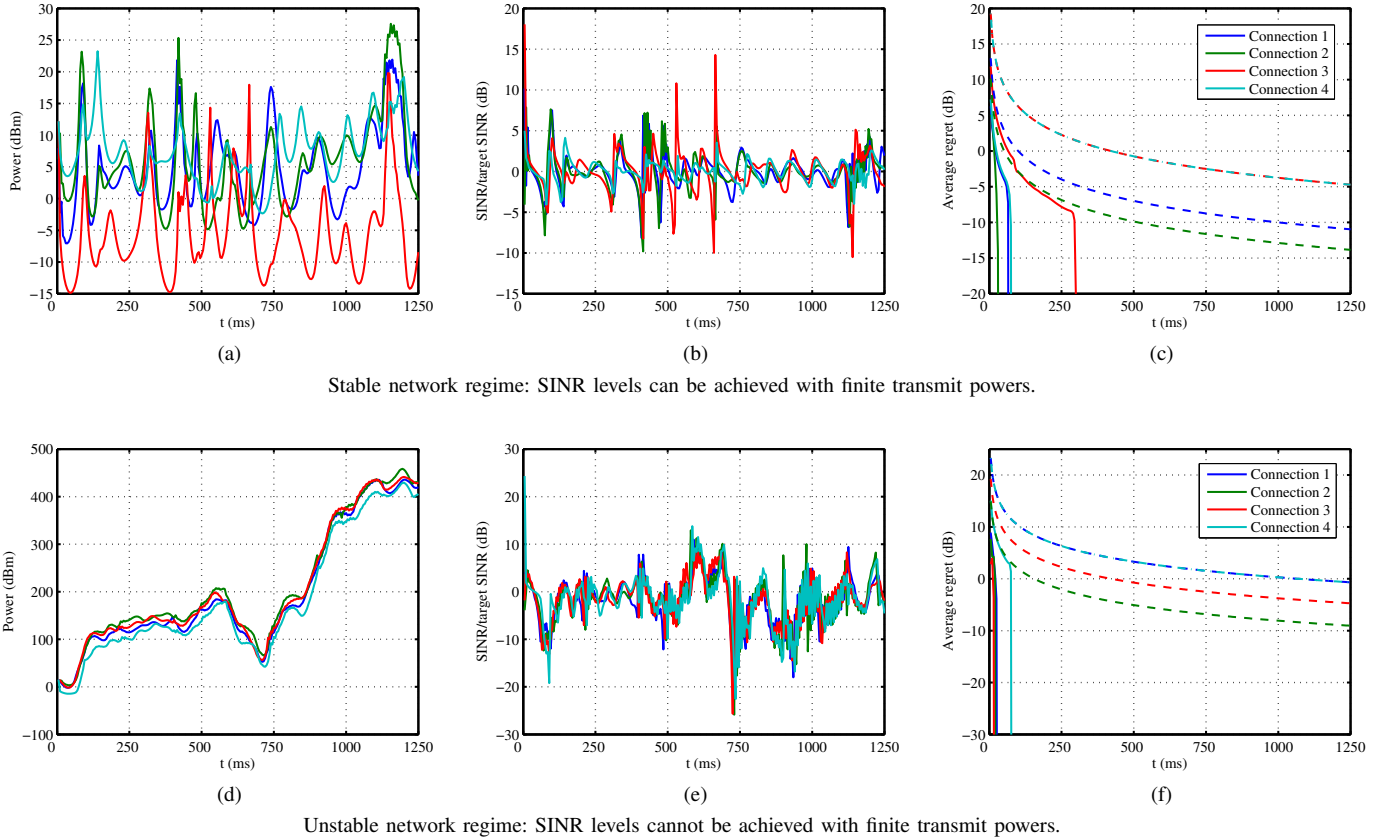 30
25
20
15
10
5
0
−5
−10
−15
Power (dBm)
0 250 500 750 1000 1250
t (ms)
(a)
20
15
10
5
0
−5
−10
−15
SINR/target SINR (dB)
0 250 500 750 1000 1250
t (ms)
(b)
20
15
10
5
0
−5
−10
−15
−20
Average regret (dB)
Connection 1
Connection 2
Connection 3
Connection 4
0 250 500 750 1000 1250
t (ms)
(c)
Stable network regime: SINR levels can be achieved with finite transmit powers.
500
400
300
200
100
0
−100
Power (dBm)
0 250 500 750 1000 1250
t (ms)
(d)
30
20
10
0
−10
−20
−30
SINR/target SINR (dB)
0 250 500 750 1000 1250
t (ms)
(e)
20
10
0
−10
−20
−30
Average regret (dB)
Connection 1
Connection 2
Connection 3
Connection 4
0 250 500 750 1000 1250
t (ms)
(f)
Unstable network regime: SINR levels cannot be achieved with finite transmit powers.